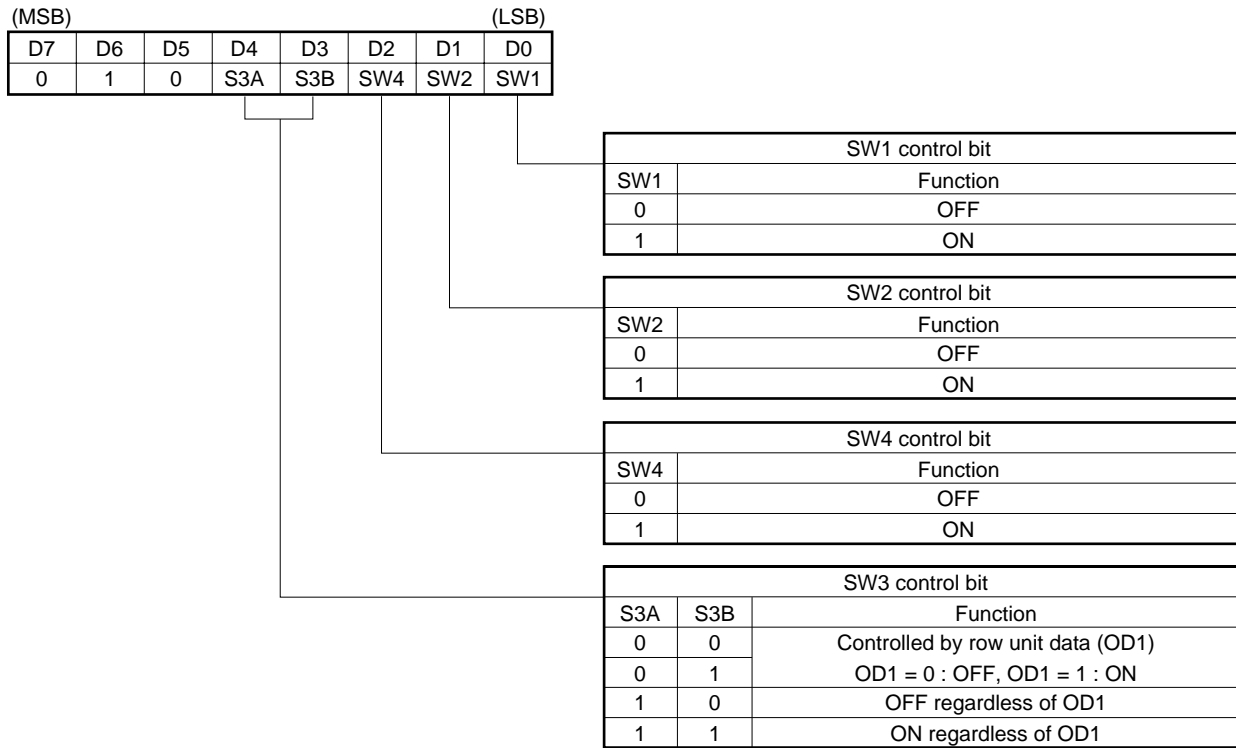 (MSB) (LSB)
D7 D6 D5 D4 D3 D2 D1 D0
0 1 0 S3A S3B SW4 SW2 SW1
SW1 control bit
SW1 Function
0 OFF
1 ON
SW2 control bit
SW2 Function
0 OFF
1 ON
SW4 control bit
SW4 Function
0 OFF
1 ON
SW3 control bit
S3A S3B Function
0 0 Controlled by row unit data (OD1)
0 1 OD1 = 0 : OFF, OD1 = 1 : ON
1 0 OFF regardless of OD1
1 1 ON regardless of OD1